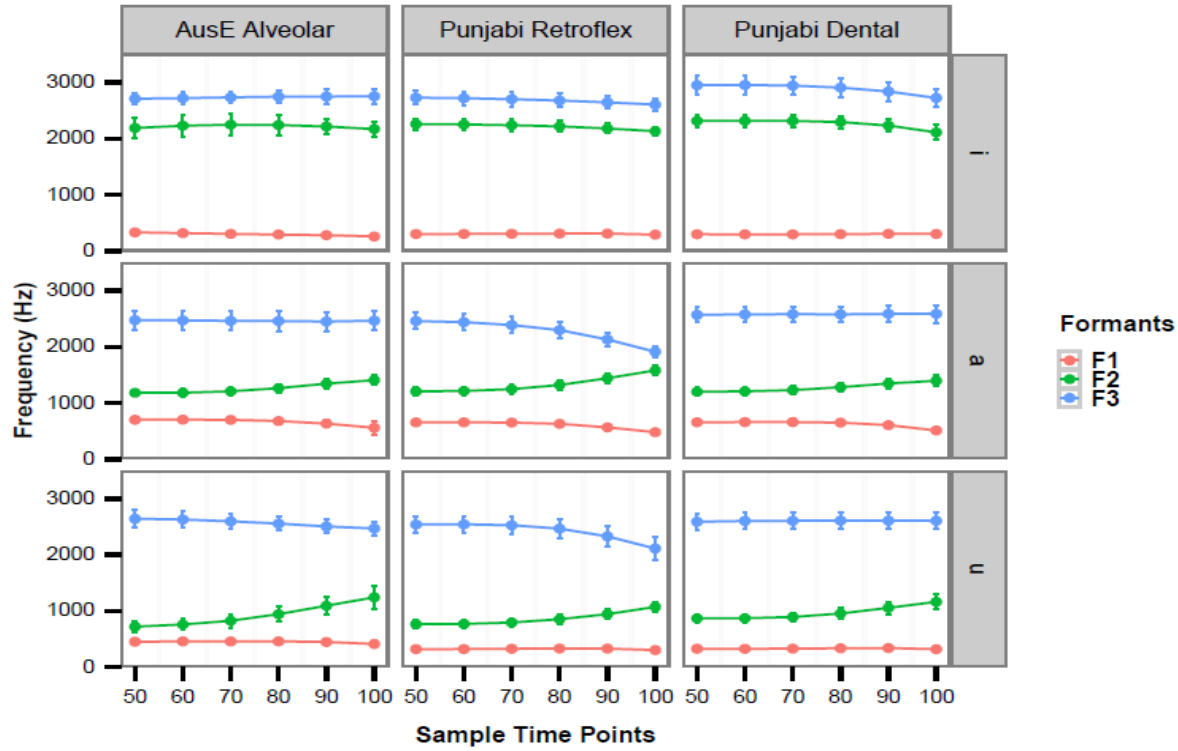 AusE Alveolar Punjabi Retroflex Punjabi Dental
3000
2000
1000
0
i
3000
2000
1000
0
a
3000
2000
1000
0
u
Frequency (Hz)
50 60 70 80 90 100 50 60 70 80 90 100 50 60 70 80 90 100
Sample Time Points
Formants
F1
F2
F3